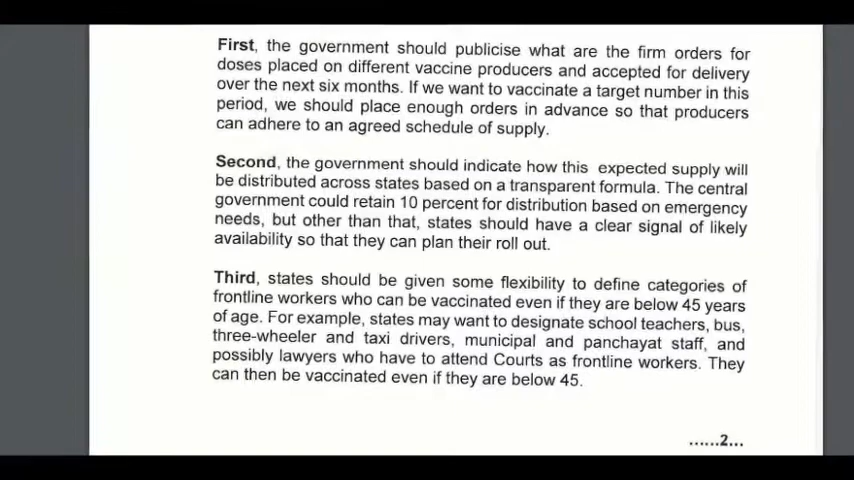 First, the government should publicise what are the firm orders for
doses placed on different vaccine producers and accepted for delivery
over the next six months. If we want to vaccinate a target number in this
period, we should place enough orders in advance so that producers
can adhere to an agreed schedule of supply.
Second, the government should indicate how this expected supply will
be distributed across states based on a transparent formula. The central
government could retain 10 percent for distribution based on emergency
needs, but other than that, states should have a clear signal of likely
availability so that they can plan their roll out.
Third, states should be given some flexibility to define categories of
frontline workers who can be vaccinated even if they are below 45 years
of age. For example, states may want to designate school teachers, bus,
three-wheeler and taxi drivers, municipal and panchayat staff, and
possibly lawyers who have to attend Courts as frontline workers. They
can then be vaccinated even if they are below 45.
......2...